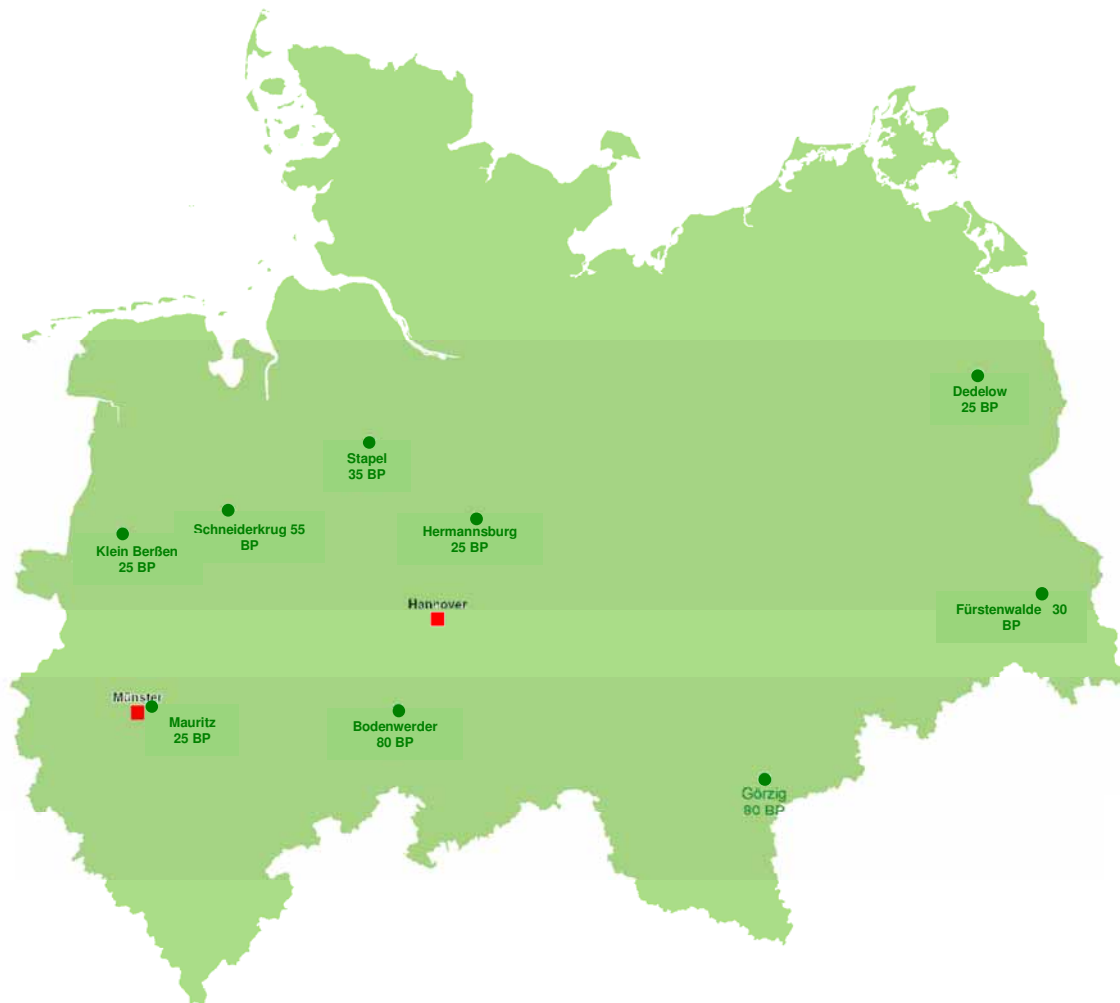 Dedelow
25 BP
Stapel
35 BP
Schneiderkrug 55
BP
Hermannsburg
25 BP
Klein Berßen
25 BP
Hannover
Fürstenwalde 30
BP
Münster
Mauritz
25 BP
Bodenwerder
80 BP
Görzig
BP